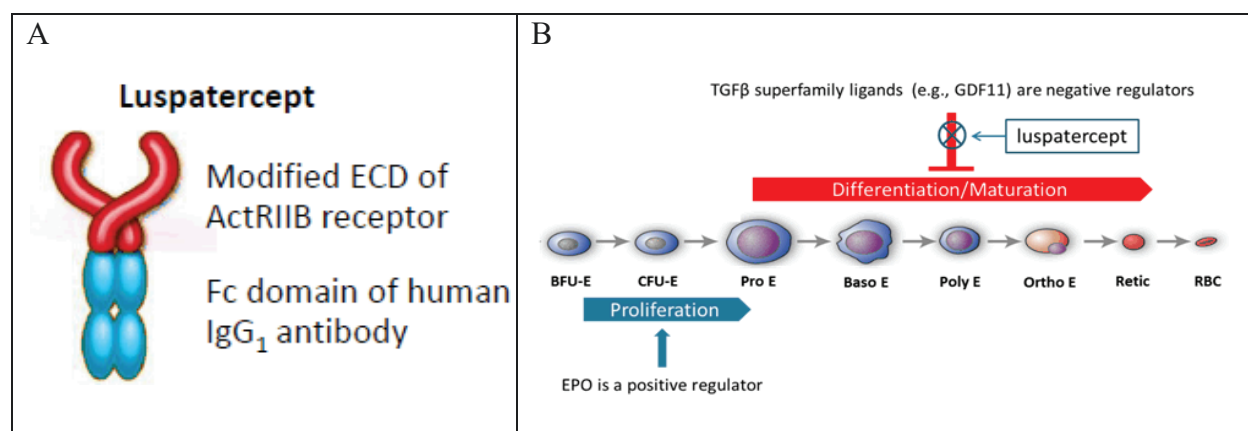 A
Luspatercept
Modified ECD of
ActRIIB receptor
Fc domain of human
IgG₁ antibody
B
TGFβ superfamily ligands (e.g., GDF11) are negative regulators
luspatercept
Differentiation/Maturation
BFU-E CFU-E Pro E Baso E Poly E Ortho E Retic RBC
Proliferation
EPO is a positive regulator